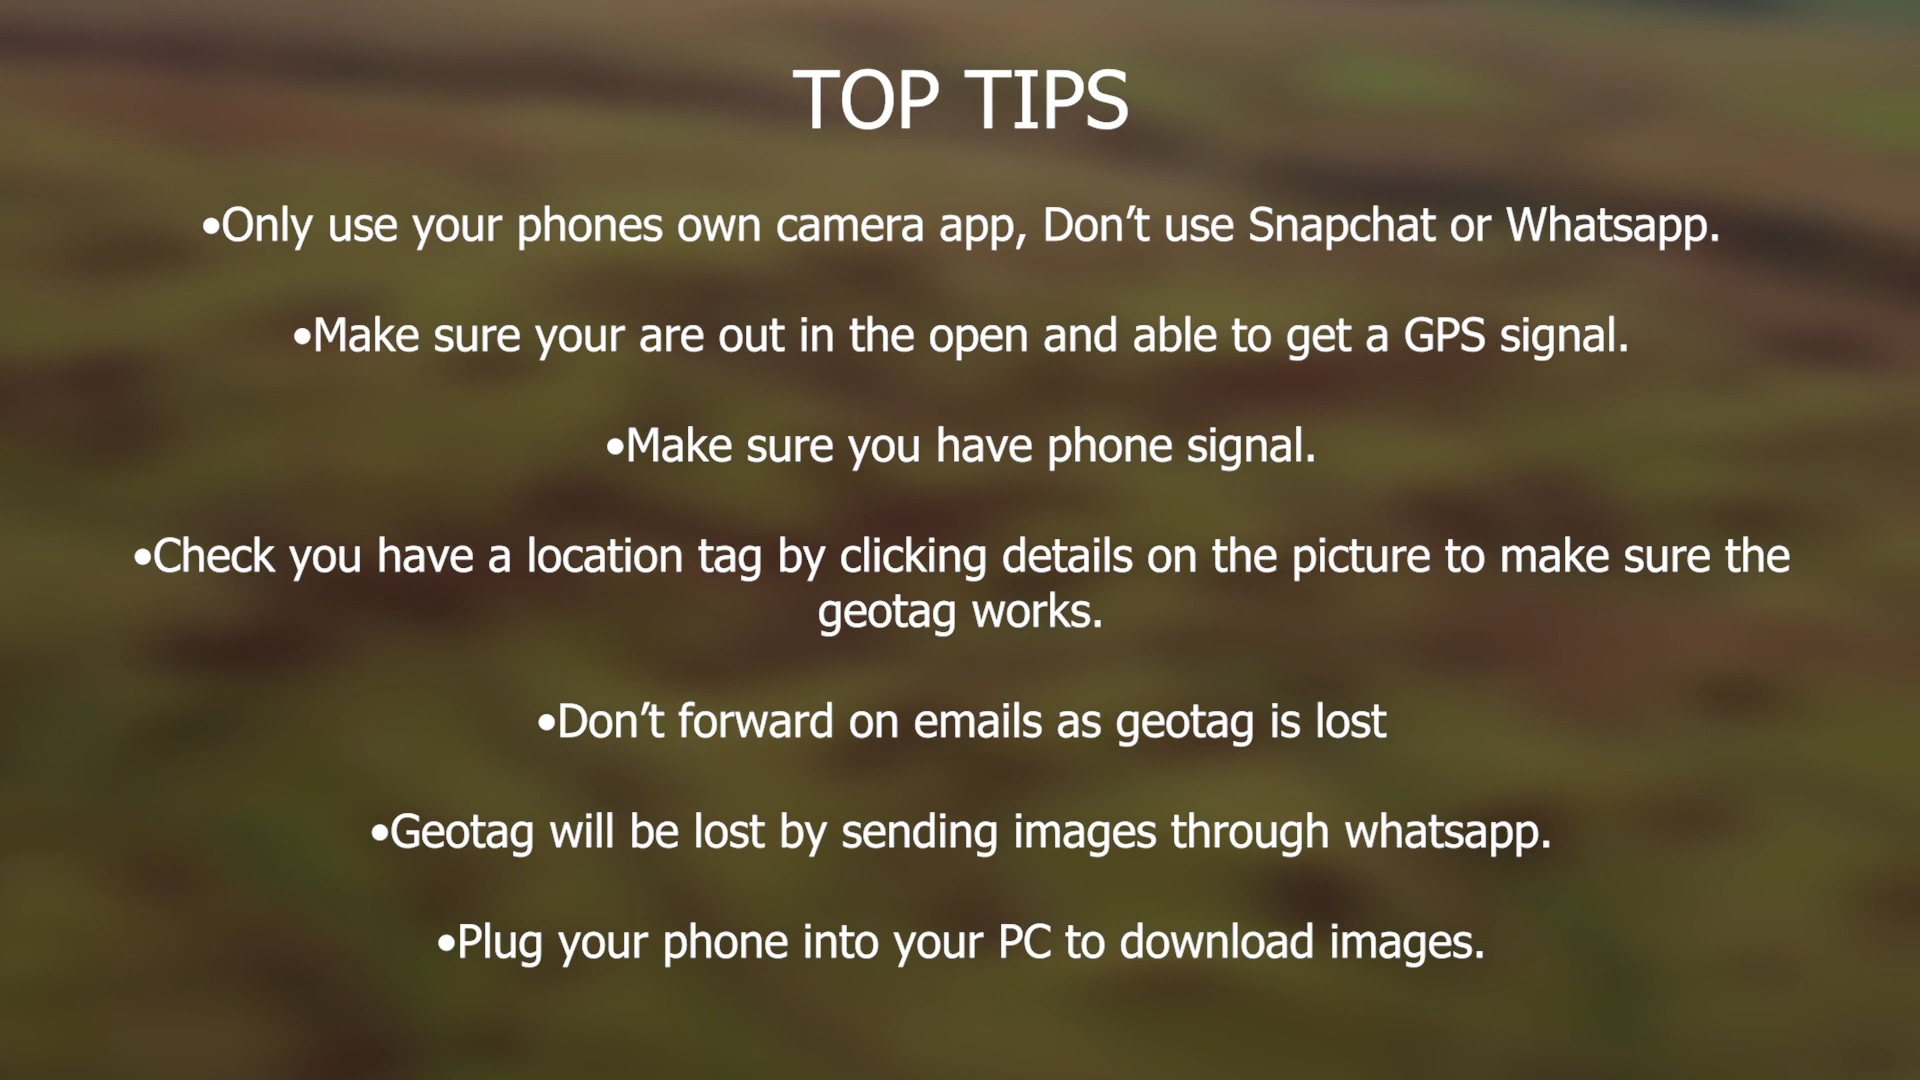 TOP TIPS
•Only use your phones own camera app, Don’t use Snapchat or Whatsapp.
•Make sure your are out in the open and able to get a GPS signal.
•Make sure you have phone signal.
•Check you have a location tag by clicking details on the picture to make sure the
geotag works.
•Don’t forward on emails as geotag is lost
•Geotag will be lost by sending images through whatsapp.
•Plug your phone into your PC to download images.